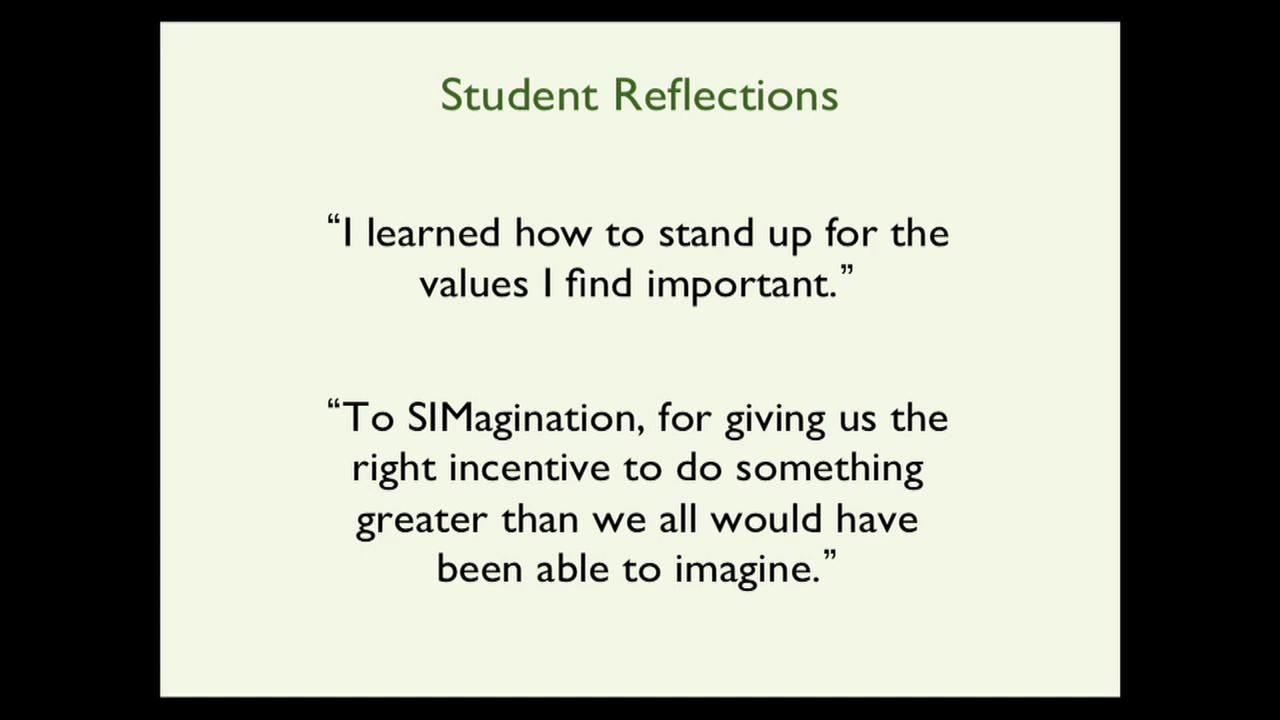 Student Reflections
“I learned how to stand up for the
values I find important.”
“To SIMagination, for giving us the
right incentive to do something
greater than we all would have
been able to imagine.”